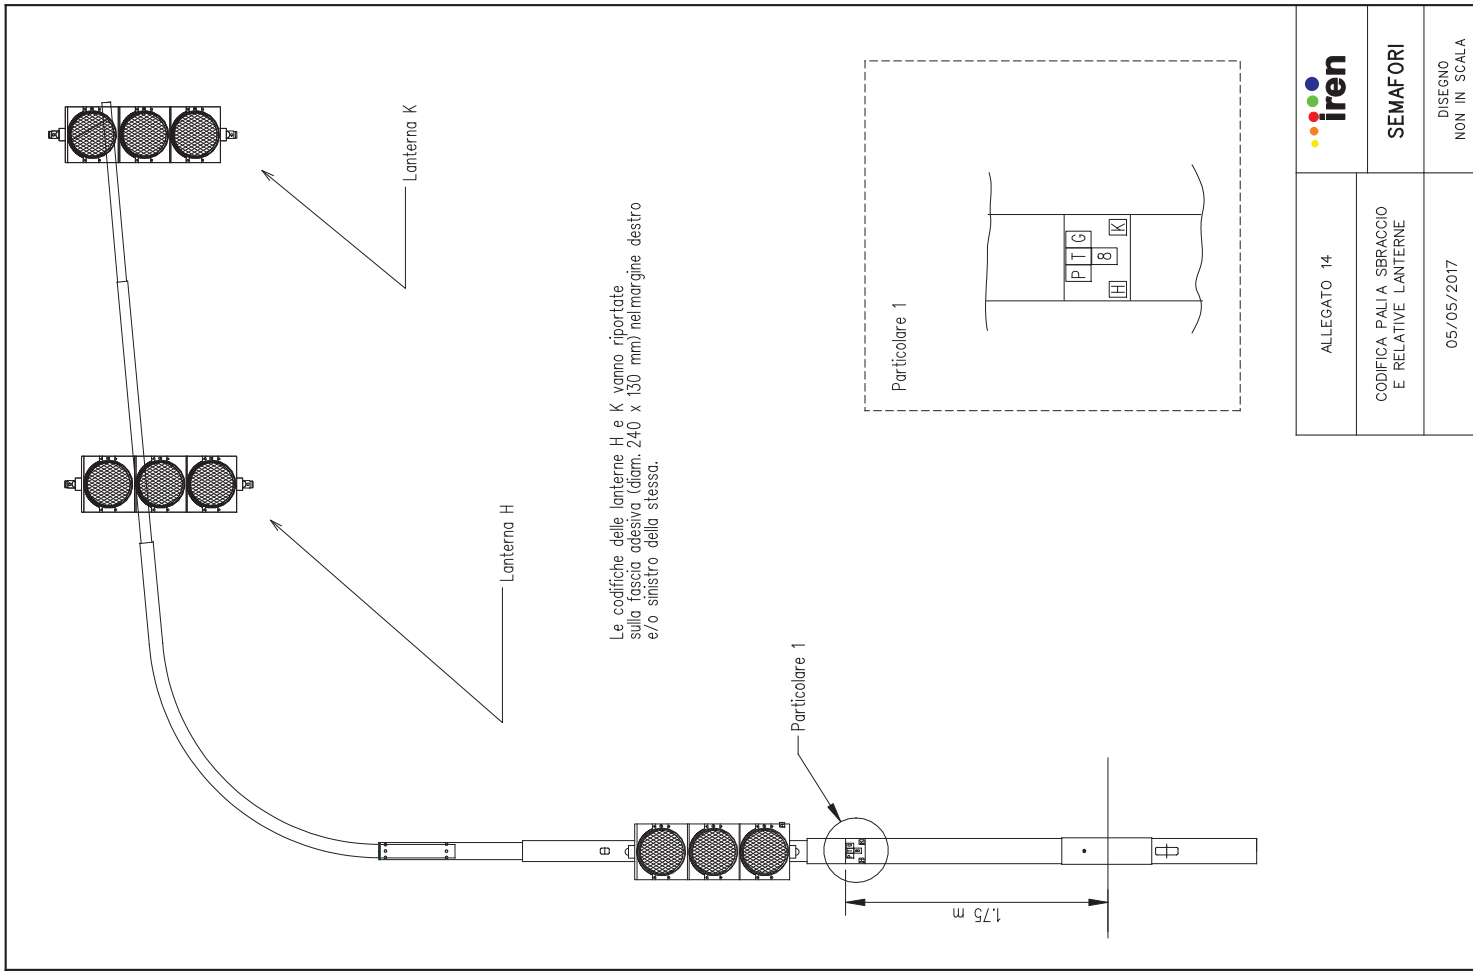 Lanterna K
Lanterna H
Le codifiche delle lanterne H e K vanno riportate
sulla fascia adesiva (diam. 240 x 130 mm) nel margine destro
e/o sinistro della stessa.
Particolare 1
PTG
8
H K
1.75 m
Particolare 1
P T G
8
H K
iren
SEMAFORI
DISEGNO
NON IN SCALA
ALLEGATO 14
CODIFICA PALI A SBRACCIO
E RELATIVE LANTERNE
05/05/2017